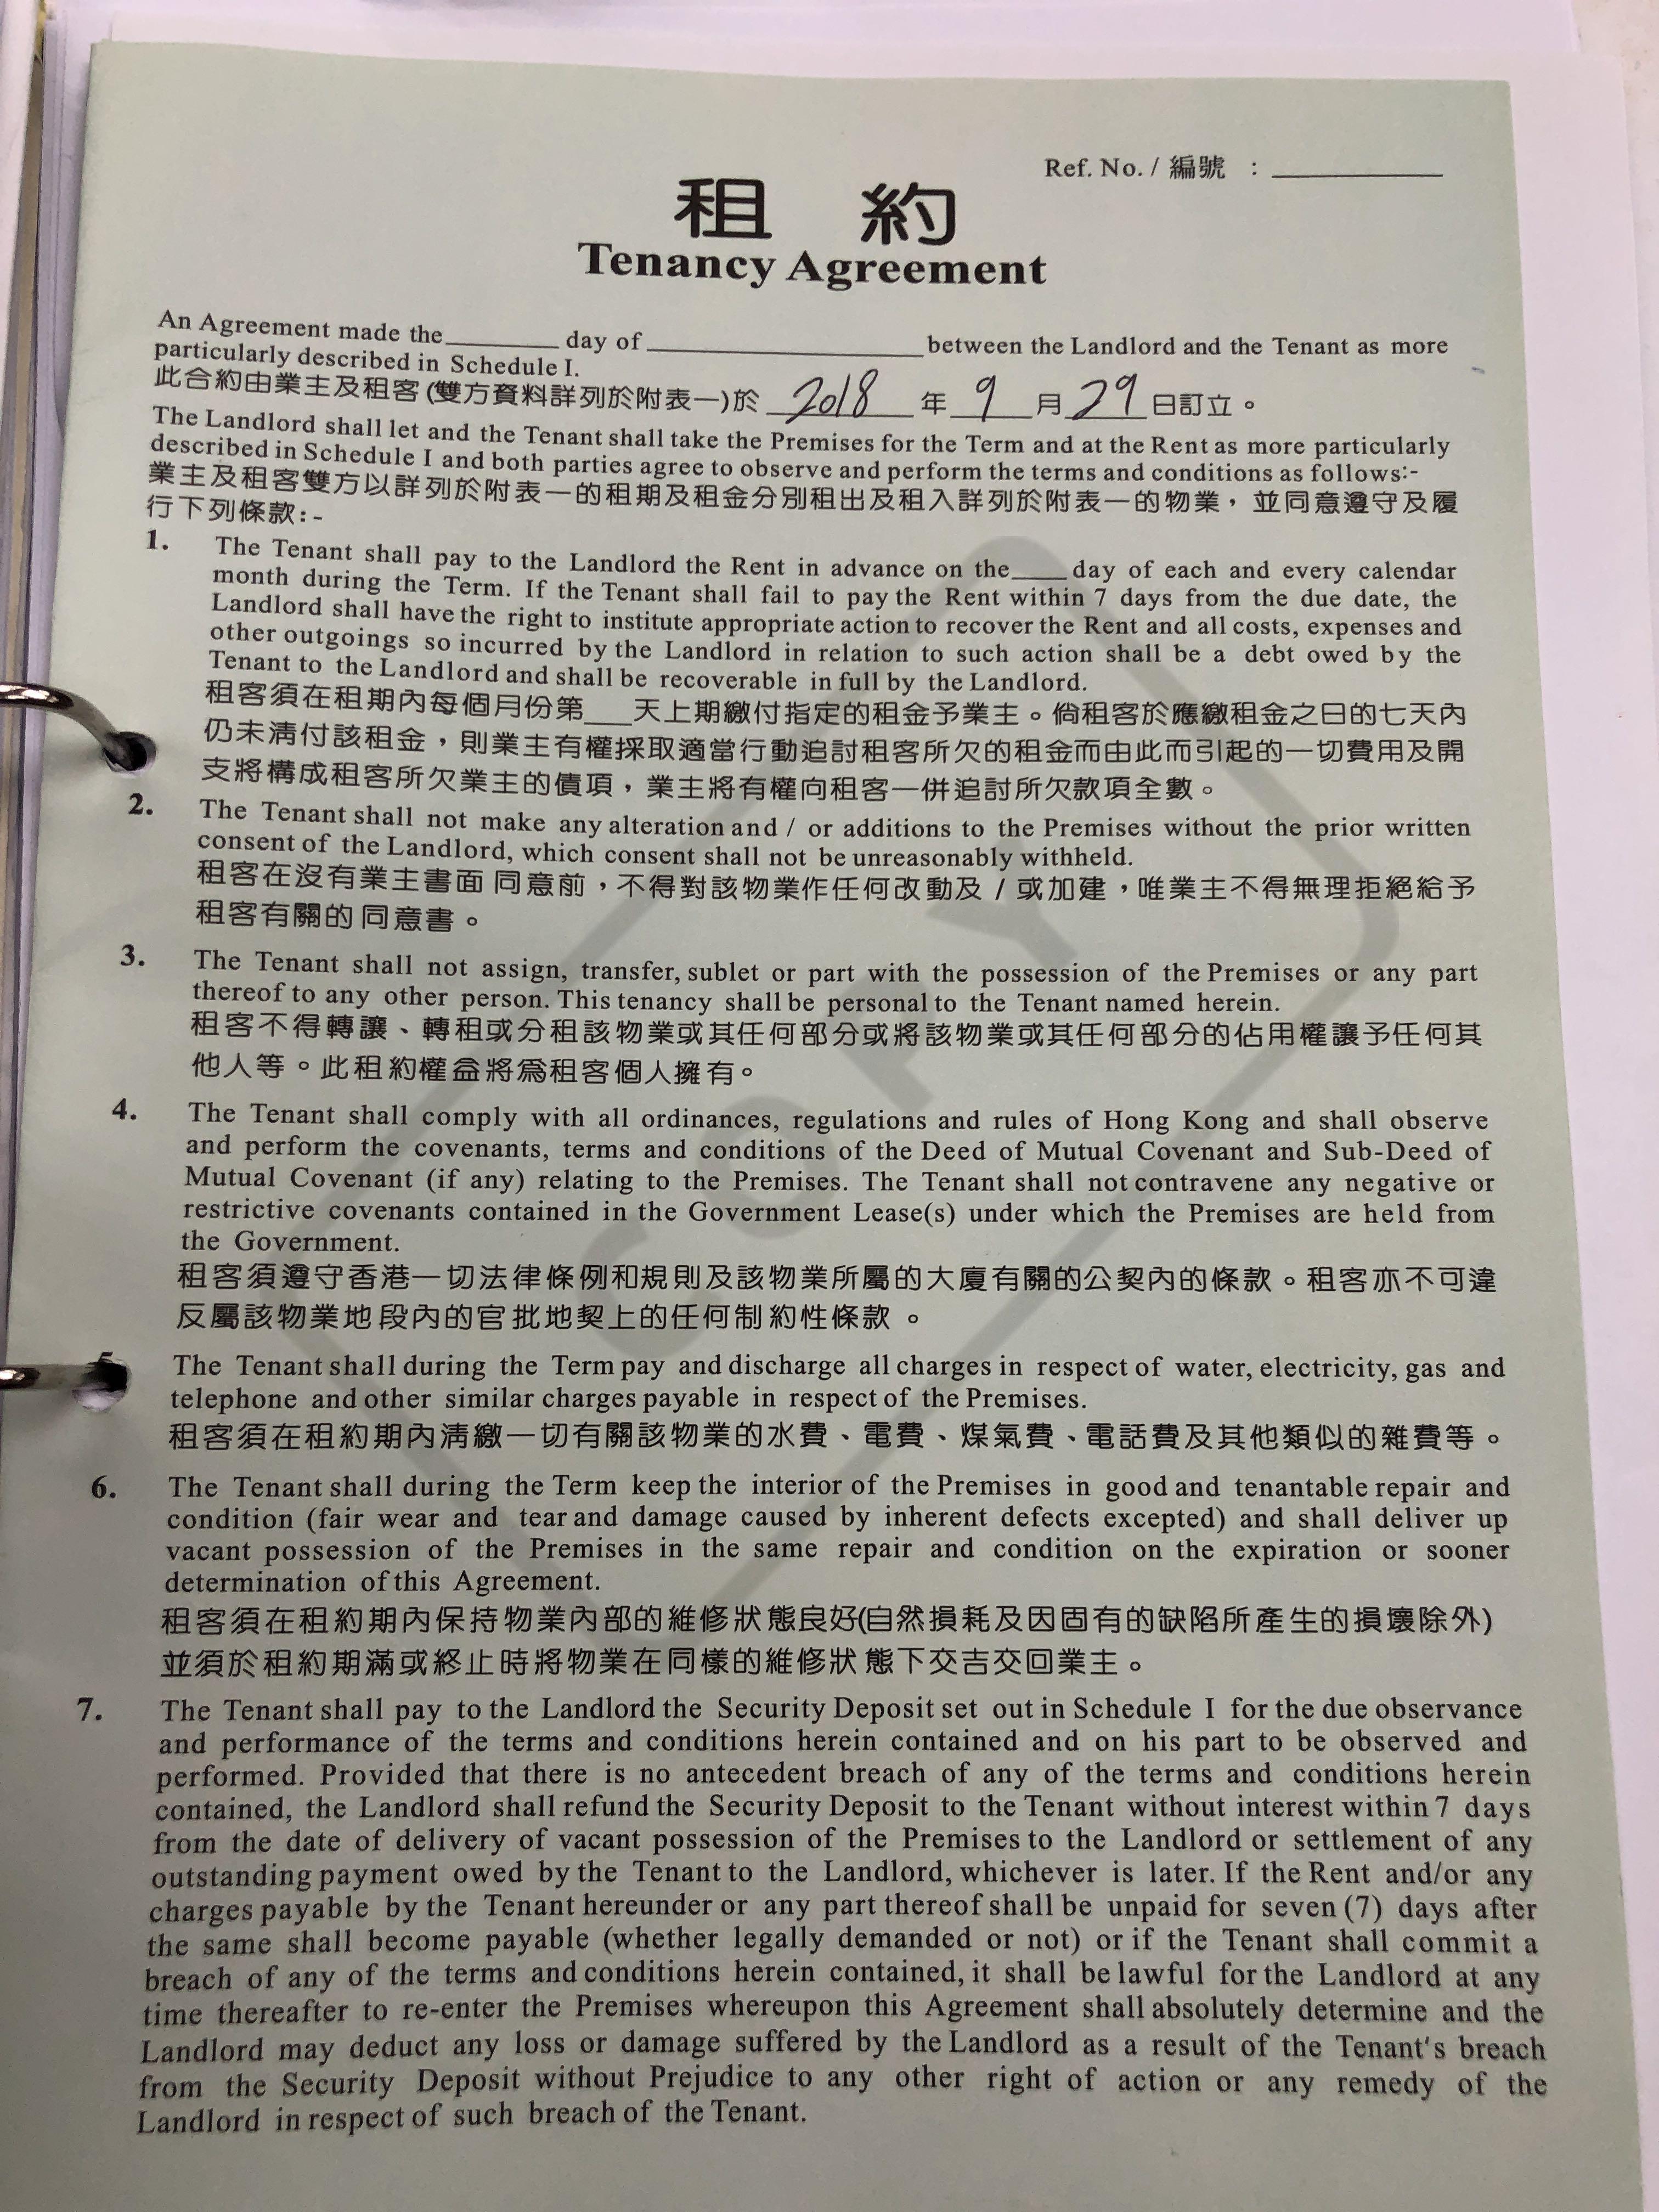 Ref. No. / 編號 : ________
租 約
Tenancy Agreement
An Agreement made the________ day of ____________________between the Landlord and the Tenant as more
particularly described in Schedule I.
此合約由業主及租客(雙方資料詳列於附表一)於 2018 年 9 月 29 日訂立。
The Landlord shall let and the Tenant shall take the Premises for the Term and at the Rent as more particularly
described in Schedule I and both parties agree to observe and perform the terms and conditions as follows:-
業主及租客雙方以詳列於附表一的租期及租金分別租出及租入詳列於附表一的物業，並同意遵守及履
行下列條款:-
1. The Tenant shall pay to the Landlord the Rent in advance on the____ day of each and every calendar
month during the Term. If the Tenant shall fail to pay the Rent within 7 days from the due date, the
Landlord shall have the right to institute appropriate action to recover the Rent and all costs, expenses and
other outgoings so incurred by the Landlord in relation to such action shall be a debt owed by the
Tenant to the Landlord and shall be recoverable in full by the Landlord.
租客須在租期內每個月份第___天上期繳付指定的租金予業主。倘租客於應繳租金之日的七天內
仍未清付該租金，則業主有權採取適當行動追討租客所欠的租金而由此而引起的一切費用及開
支將構成租客所欠業主的債項，業主將有權向租客一併追討所欠款項全數。
2. The Tenant shall not make any alteration and / or additions to the Premises without the prior written
consent of the Landlord, which consent shall not be unreasonably withheld.
租客在沒有業主書面同意前，不得對該物業作任何改動及 / 或加建，唯業主不得無理拒絕給予
租客有關的同意書。
3. The Tenant shall not assign, transfer, sublet or part with the possession of the Premises or any part
thereof to any other person. This tenancy shall be personal to the Tenant named herein.
租客不得轉讓、轉租或分租該物業或其任何部分或將該物業或其任何部分的佔用權讓予任何其
他人等。此租約權益將為租客個人擁有。
4. The Tenant shall comply with all ordinances, regulations and rules of Hong Kong and shall observe
and perform the covenants, terms and conditions of the Deed of Mutual Covenant and Sub-Deed of
Mutual Covenant (if any) relating to the Premises. The Tenant shall not contravene any negative or
restrictive covenants contained in the Government Lease(s) under which the Premises are held from
the Government.
租客須遵守香港一切法律條例和規則及該物業所屬的大廈有關的公契內的條款。租客亦不可違
反屬該物業地段內的官批地契上的任何制約性條款。
The Tenant shall during the Term pay and discharge all charges in respect of water, electricity, gas and
telephone and other similar charges payable in respect of the Premises.
租客須在租約期內清繳一切有關該物業的水費、電費、煤氣費、電話費及其他類似的雜費等。
6. The Tenant shall during the Term keep the interior of the Premises in good and tenantable repair and
condition (fair wear and tear and damage caused by inherent defects excepted) and shall deliver up
vacant possession of the Premises in the same repair and condition on the expiration or sooner
determination of this Agreement.
租客須在租約期內保持物業內部的維修狀態良好(自然損耗及因固有的缺陷所產生的損壞除外)
並須於租約期滿或終止時將物業在同樣的維修狀態下交吉交回業主。
7. The Tenant shall pay to the Landlord the Security Deposit set out in Schedule I for the due observance
and performance of the terms and conditions herein contained and on his part to be observed and
performed. Provided that there is no antecedent breach of any of the terms and conditions herein
contained, the Landlord shall refund the Security Deposit to the Tenant without interest within 7 days
from the date of delivery of vacant possession of the Premises to the Landlord or settlement of any
outstanding payment owed by the Tenant to the Landlord, whichever is later. If the Rent and/or any
charges payable by the Tenant hereunder or any part thereof shall be unpaid for seven (7) days after
the same shall become payable (whether legally demanded or not) or if the Tenant shall commit a
breach of any of the terms and conditions herein contained, it shall be lawful for the Landlord at any
time thereafter to re-enter the Premises whereupon this Agreement shall absolutely determine and the
Landlord may deduct any loss or damage suffered by the Landlord as a result of the Tenant's breach
from the Security Deposit without Prejudice to any other right of action or any remedy of the
Landlord in respect of such breach of the Tenant.
COPY